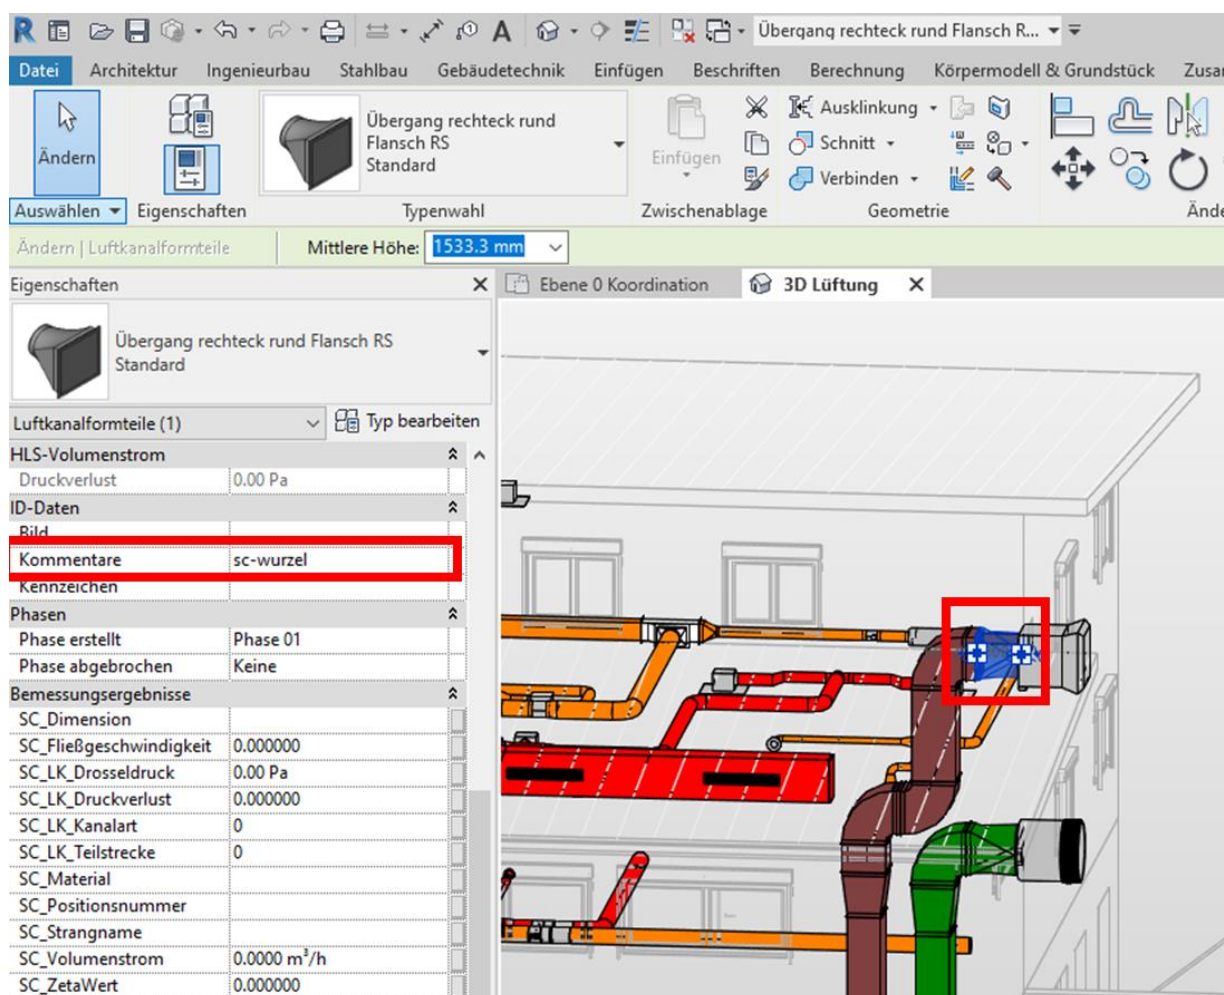 Übergang rechteck rund Flansch R...
Datei Architektur Ingenieurbau Stahlbau Gebäudetechnik Einfügen Beschriften Berechnung Körpermodell & Grundstück Zusar
Ändern
Übergang rechteck rund
Flansch RS
Standard
Einfügen
Ausklinkung
Schnitt
Verbinden
Auswählen Eigenschaften Typenwahl Zwischenablage Geometrie Ände
Ändern | Luftkanalformteile Mittlere Höhe: 1533.3 mm
Eigenschaften
Ebene 0 Koordination 3D Lüftung
Übergang rechteck rund Flansch RS
Standard
Luftkanalformteile (1) Typ bearbeiten
HLS-Volumenstrom
Druckverlust 0.00 Pa
ID-Daten
Bild
Kommentare sc-wurzel
Kennzeichen
Phasen
Phase erstellt Phase 01
Phase abgebrochen Keine
Bemessungsergebnisse
SC_Dimension
SC_Fließgeschwindigkeit 0.000000
SC_LK_Drosseldruck 0.00 Pa
SC_LK_Druckverlust 0.000000
SC_LK_Kanalart 0
SC_LK_Teilstrecke 0
SC_Material
SC_Positionsnummer
SC_Strangname
SC_Volumenstrom 0.0000 m³/h
SC_ZetaWert 0.000000